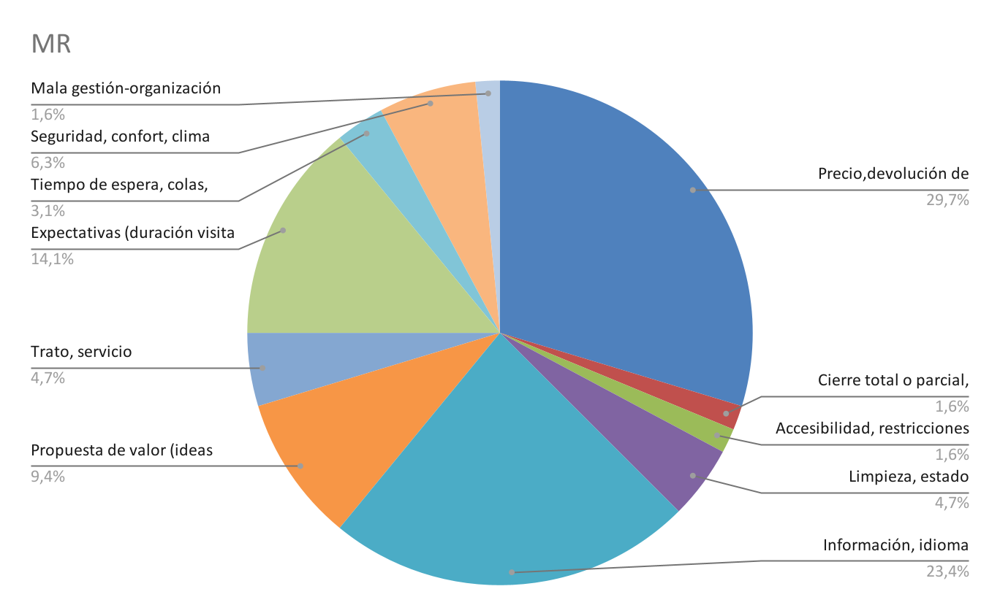 MR
Mala gestión-organización
1,6%
Seguridad, confort, clima
6,3%
Tiempo de espera, colas,
3,1%
Expectativas (duración visita
14,1%
Trato, servicio
4,7%
Propuesta de valor (ideas
9,4%
Precio,devolución de
29,7%
Cierre total o parcial,
1,6%
Accesibilidad, restricciones
1,6%
Limpieza, estado
4,7%
Información, idioma
23,4%